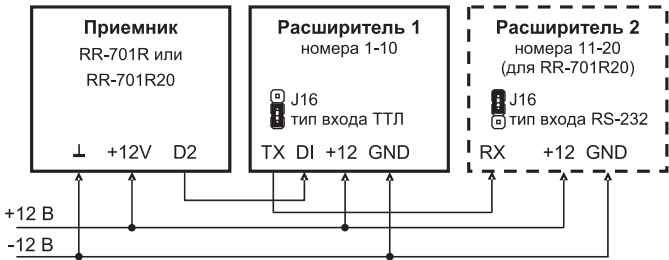 Приемник
RR-701R или
RR-701R20
⊥ +12V D2
Расширитель 1
номера 1-10
J16
тип входа ТТЛ
TX DI +12 GND
Расширитель 2
номера 11-20
(для RR-701R20)
J16
тип входа RS-232
RX +12 GND
+12 В
-12 В